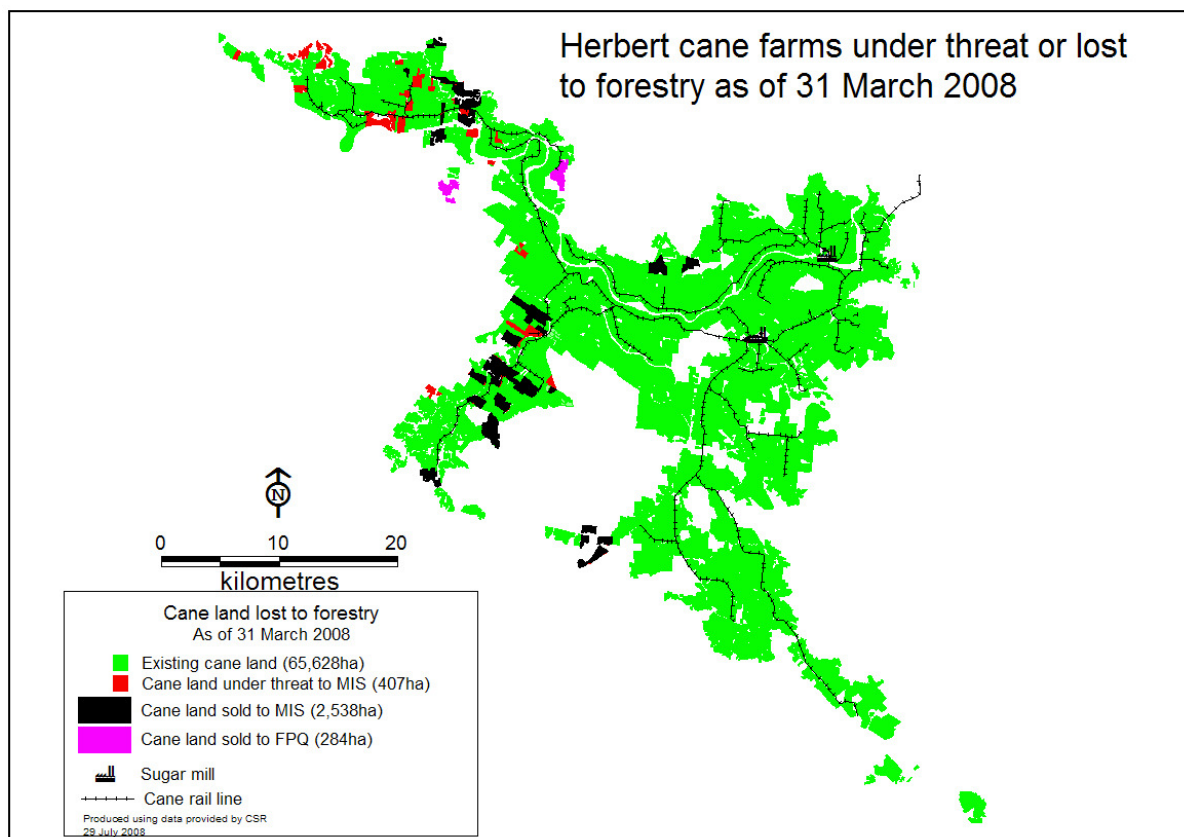 Herbert cane farms under threat or lost
to forestry as of 31 March 2008
N
0 10 20
kilometres
Cane land lost to forestry
As of 31 March 2008
Existing cane land (65,628ha)
Cane land under threat to MIS (407ha)
Cane land sold to MIS (2,538ha)
Cane land sold to FPQ (284ha)
Sugar mill
Cane rail line
Produced using data provided by CSR
29 July 2008